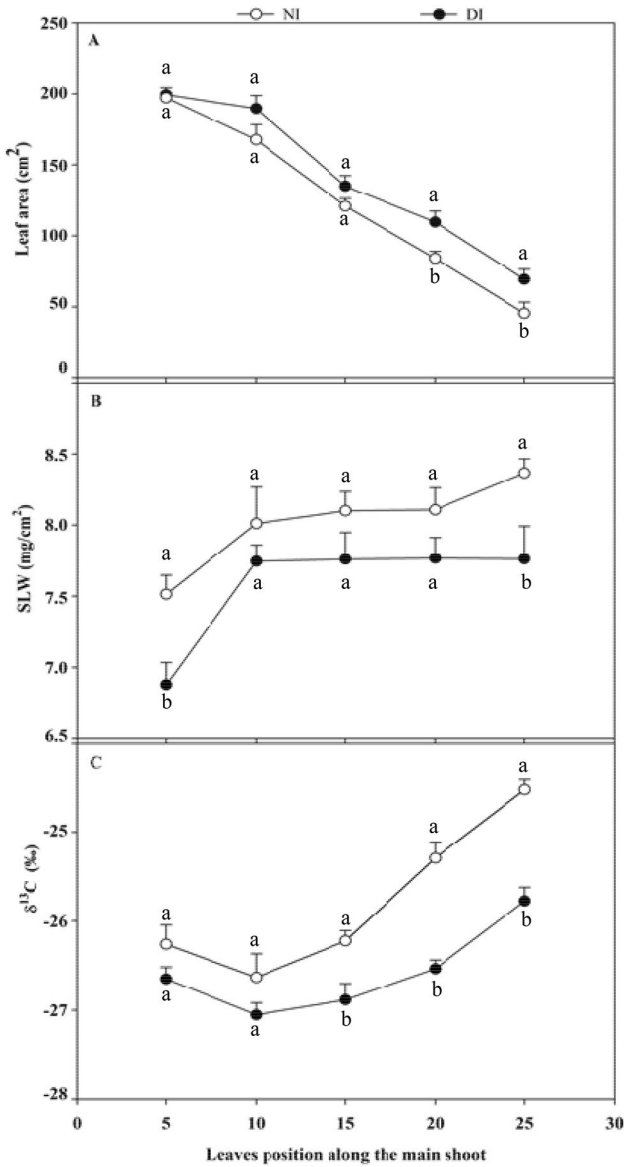 NI DI
A
250
200
150
100
50
0
Leaf area (cm²)
a a a a a
a a a b b
B
8.5
8.0
7.5
7.0
6.5
SLW (mg/cm²)
a a a a a
b a a a b
C
-25
-26
-27
-28
δ¹³C (‰)
a a a a a
a a b b b
0 5 10 15 20 25 30
Leaves position along the main shoot